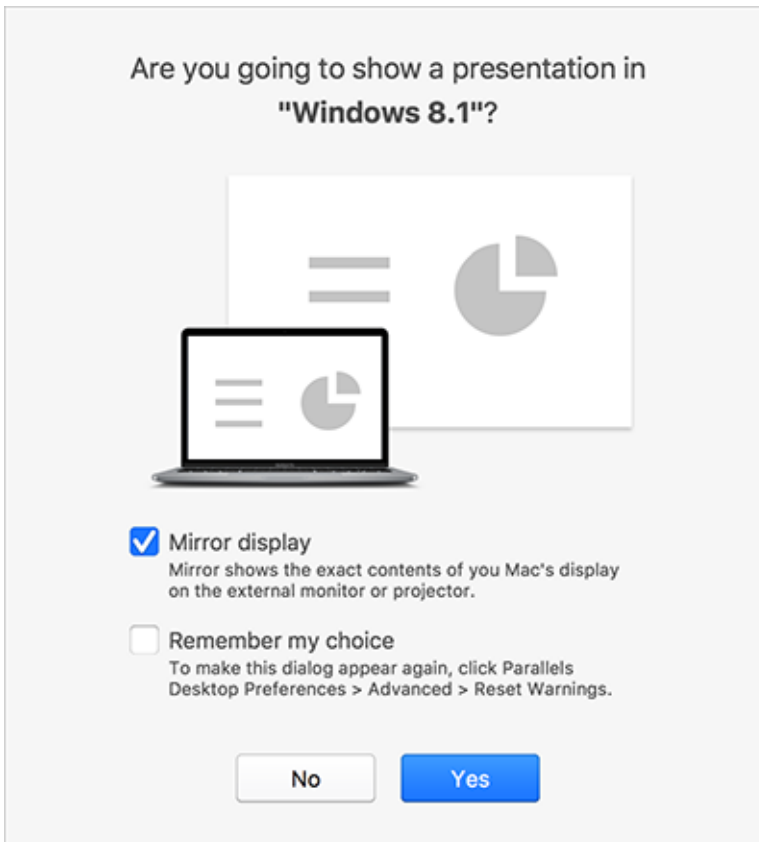 Are you going to show a presentation in
"Windows 8.1"?
Mirror display
Mirror shows the exact contents of you Mac's display
on the external monitor or projector.
Remember my choice
To make this dialog appear again, click Parallels
Desktop Preferences > Advanced > Reset Warnings.
No
Yes